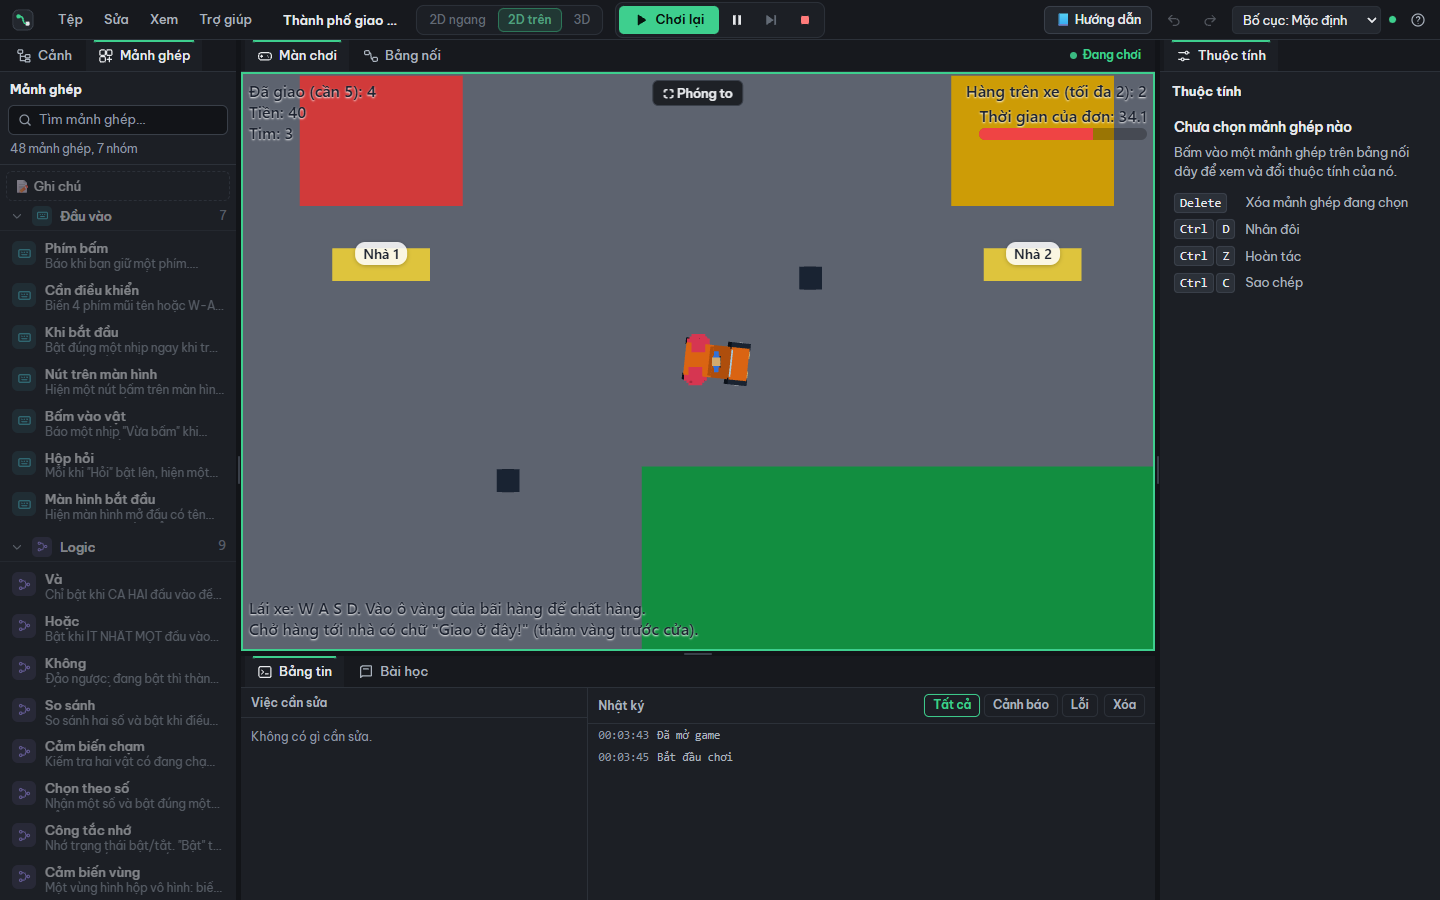 Tệp Sửa Xem Trợ giúp Thành phố giao ... 2D ngang 2D trên 3D Chơi lại Hướng dẫn Bố cục: Mặc định
Cảnh Mảnh ghép
Mảnh ghép
Tìm mảnh ghép...
48 mảnh ghép, 7 nhóm
Ghi chú
Đầu vào 7
Phím bấm
Báo khi bạn giữ một phím....
Cần điều khiển
Biến 4 phím mũi tên hoặc W-A...
Khi bắt đầu
Bật đúng một nhịp ngay khi tr...
Nút trên màn hình
Hiện một nút bấm trên màn hìn...
Bấm vào vật
Báo một nhịp "Vừa bấm" khi...
Hộp hỏi
Mỗi khi "Hỏi" bật lên, hiện một...
Màn hình bắt đầu
Hiện màn hình mở đầu có tên...
Logic 9
Và
Chỉ bật khi CẢ HAI đầu vào đề...
Hoặc
Bật khi ÍT NHẤT MỘT đầu vào...
Không
Đảo ngược: đang bật thì thàn...
So sánh
So sánh hai số và bật khi điều...
Cảm biến chạm
Kiểm tra hai vật có đang chạ...
Chọn theo số
Nhận một số và bật đúng một...
Công tắc nhớ
Nhớ trạng thái bật/tắt. "Bật" t...
Cảm biến vùng
Một vùng hình hộp vô hình: biế...
Màn chơi Bảng nối Đang chơi
Đã giao (cần 5): 4
Tiền: 40
Tim: 3
Phóng to
Hàng trên xe (tối đa 2): 2
Thời gian của đơn: 34.1
Nhà 1
Nhà 2
Lái xe: W A S D. Vào ô vàng của bãi hàng để chất hàng.
Chở hàng tới nhà có chữ "Giao ở đây!" (thảm vàng trước cửa).
Bảng tin Bài học
Việc cần sửa
Không có gì cần sửa.
Nhật ký Tất cả Cảnh báo Lỗi Xóa
00:03:43 Đã mở game
00:03:45 Bắt đầu chơi
Thuộc tính
Thuộc tính
Chưa chọn mảnh ghép nào
Bấm vào một mảnh ghép trên bảng nối
dây để xem và đổi thuộc tính của nó.
Delete Xóa mảnh ghép đang chọn
Ctrl D Nhân đôi
Ctrl Z Hoàn tác
Ctrl C Sao chép